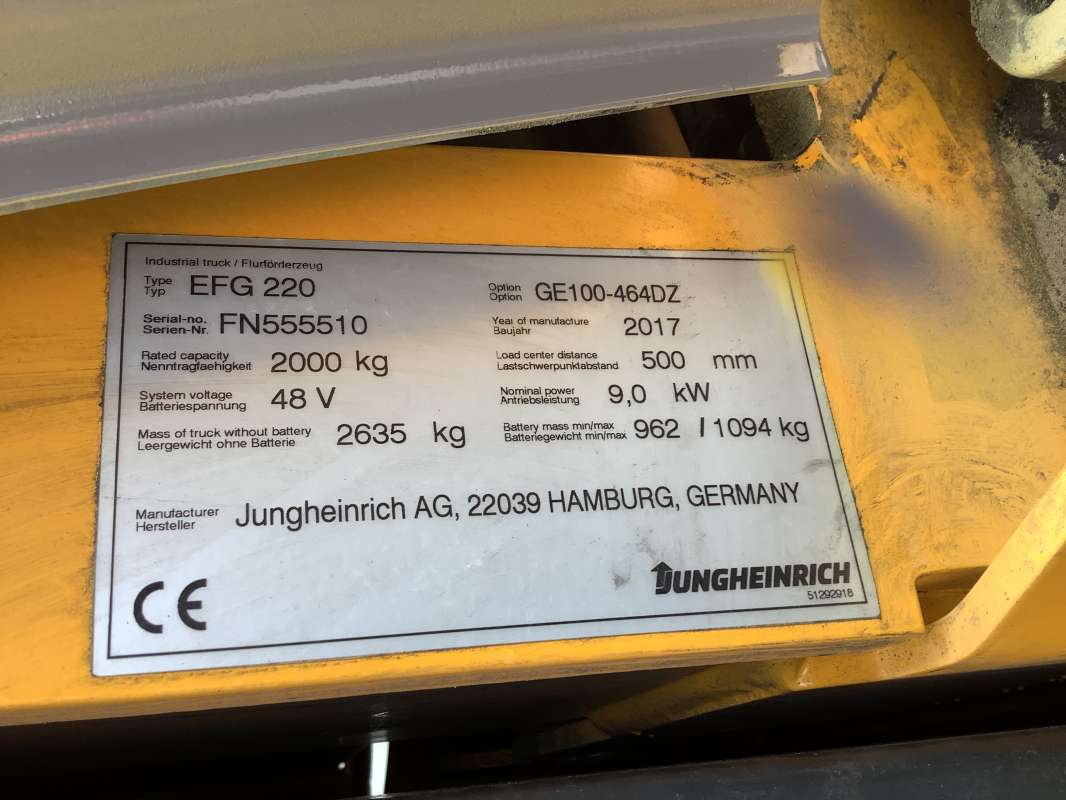 Industrial truck / Flurförderzeug
Type
Typ
EFG 220
Option
Option
GE100-464DZ
Serial-no.
Serien-Nr.
FN555510
Year of manufacture
Baujahr
2017
Rated capacity
Nenntragfaehigkeit
2000 kg
Load center distance
Lastschwerpunktabstand
500 mm
System voltage
Batteriespannung
48 V
Nominal power
Antriebsleistung
9,0 kW
Mass of truck without battery
Leergewicht ohne Batterie
2635 kg
Battery mass min/max
Batteriegewicht min/max
962 / 1094 kg
Manufacturer
Hersteller
Jungheinrich AG, 22039 HAMBURG, GERMANY
CE
JUNGHEINRICH
51292918